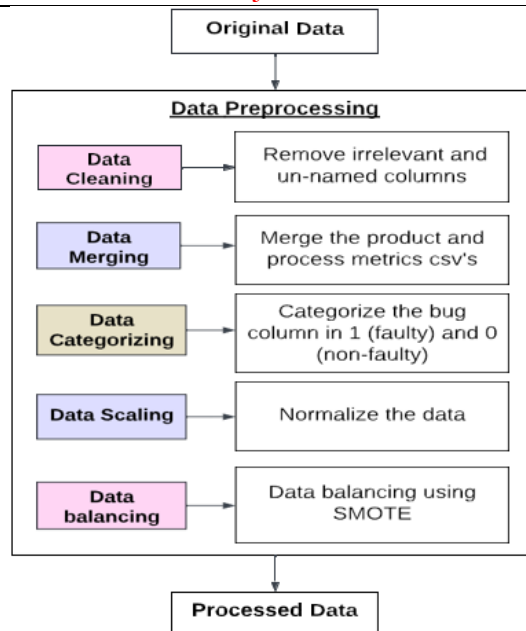 Original Data
Data Preprocessing
Data
Cleaning
Remove irrelevant and
un-named columns
Data
Merging
Merge the product and
process metrics csv's
Data
Categorizing
Categorize the bug
column in 1 (faulty) and 0
(non-faulty)
Data Scaling
Normalize the data
Data
balancing
Data balancing using
SMOTE
Processed Data